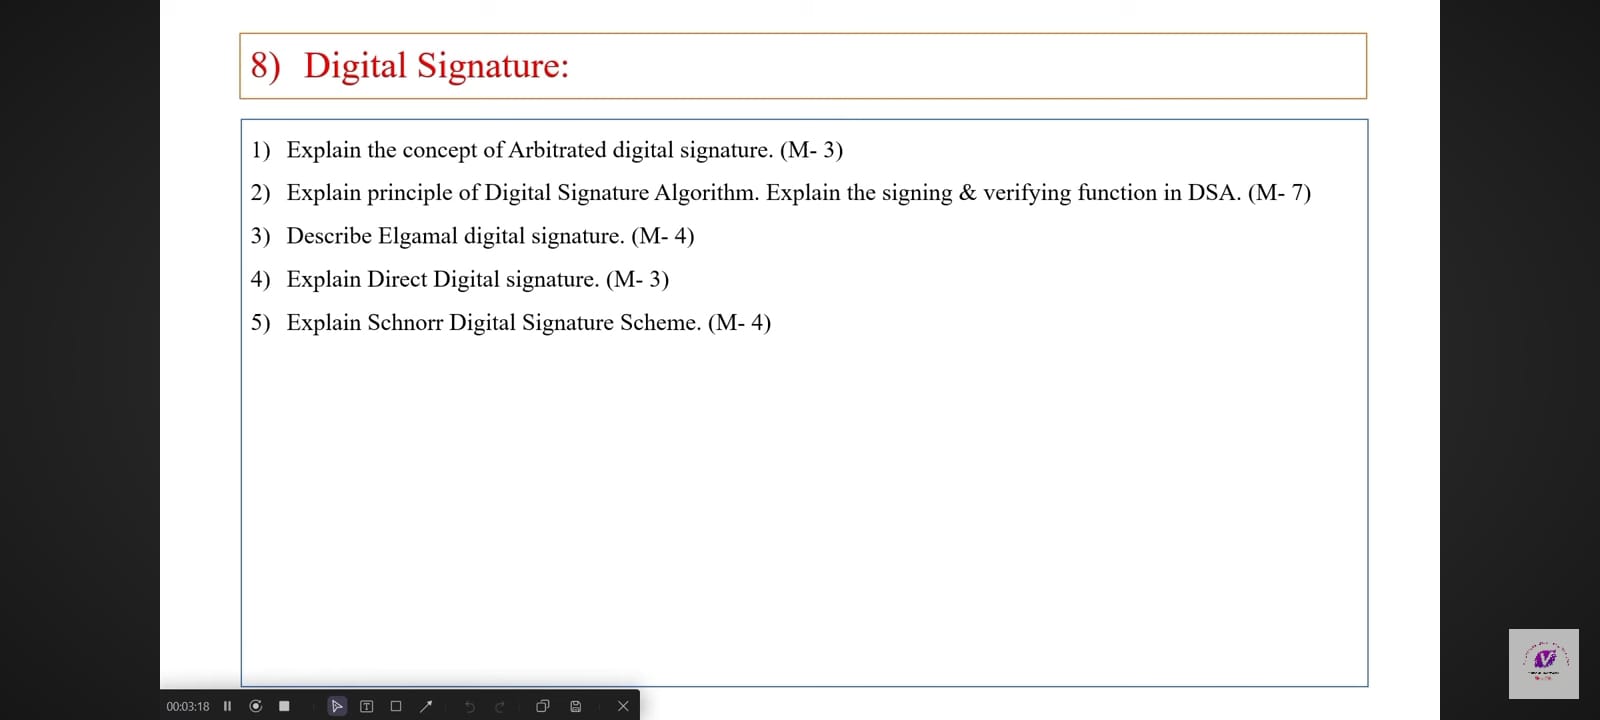 8) Digital Signature:
1) Explain the concept of Arbitrated digital signature. (M- 3)
2) Explain principle of Digital Signature Algorithm. Explain the signing & verifying function in DSA. (M- 7)
3) Describe Elgamal digital signature. (M- 4)
4) Explain Direct Digital signature. (M- 3)
5) Explain Schnorr Digital Signature Scheme. (M- 4)
00:03:18